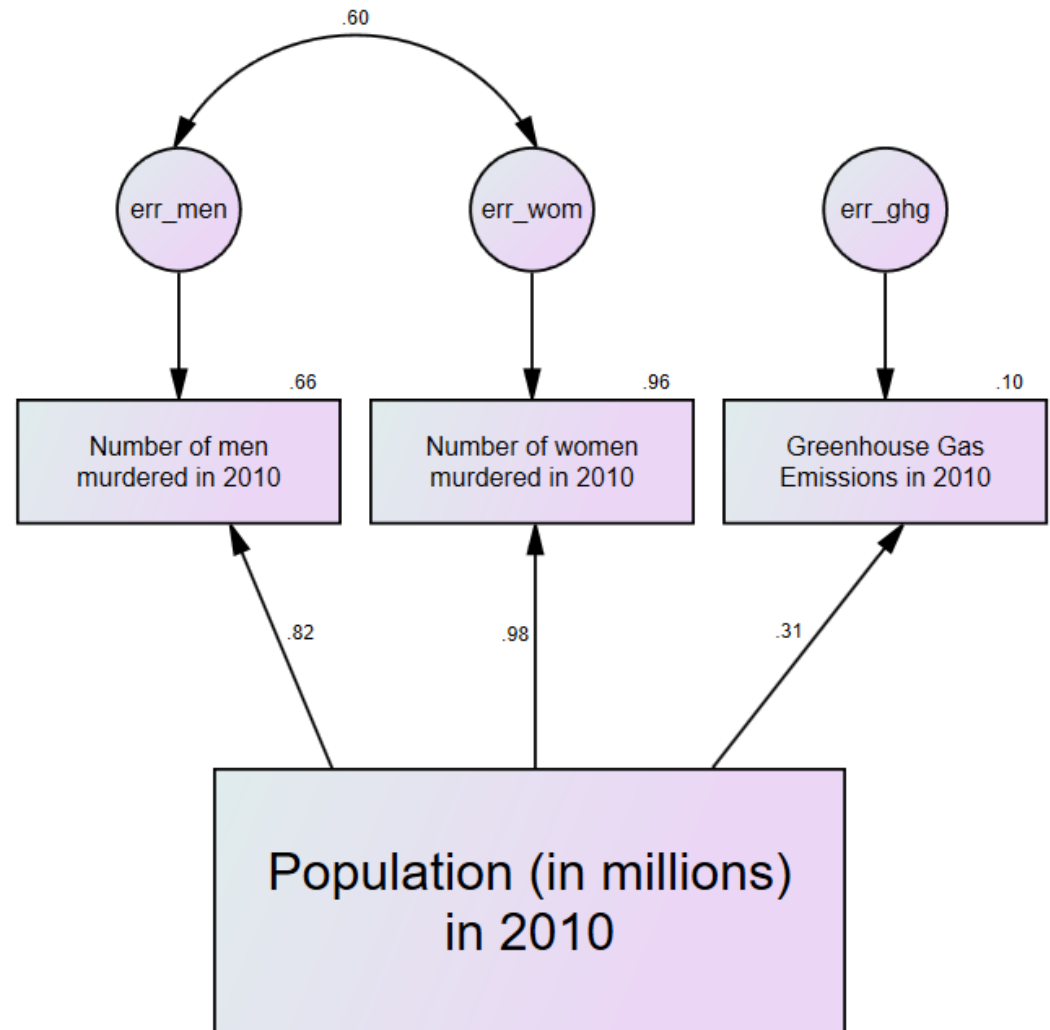 .60
err_men
err_wom
err_ghg
.66
.96
.10
Number of men
murdered in 2010
Number of women
murdered in 2010
Greenhouse Gas
Emissions in 2010
.82
.98
.31
Population (in millions)
in 2010